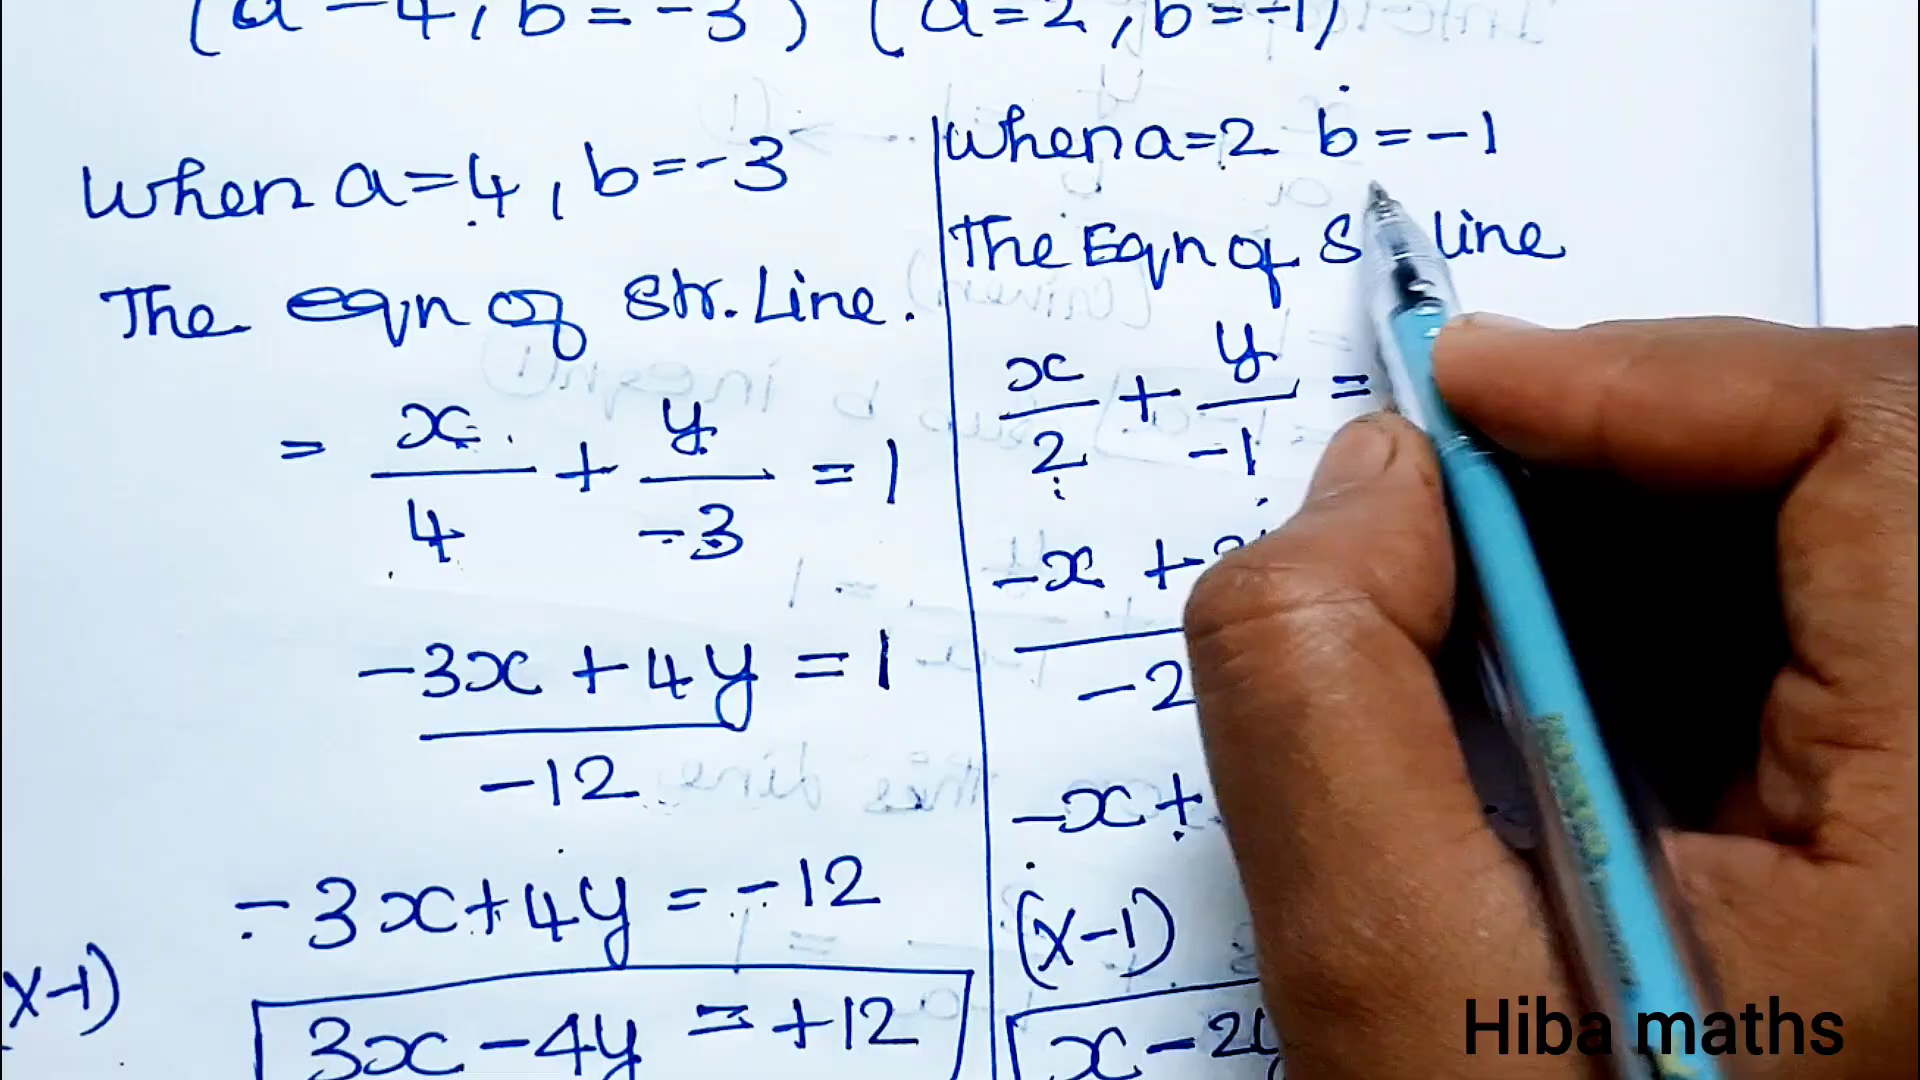 (a=4, b=-3) (a=2, b=-1)
When a=4, b=-3
The eqn of Str. Line.
= x/4 + y/-3 = 1
-3x + 4y / -12 = 1
-3x+4y = -12
x-1)
3x-4y = +12
When a=2 b=-1
The Eqn of line
x/2 + y/-1 =
-x +
-2
-x +
(x-1)
x-2y
Hiba maths